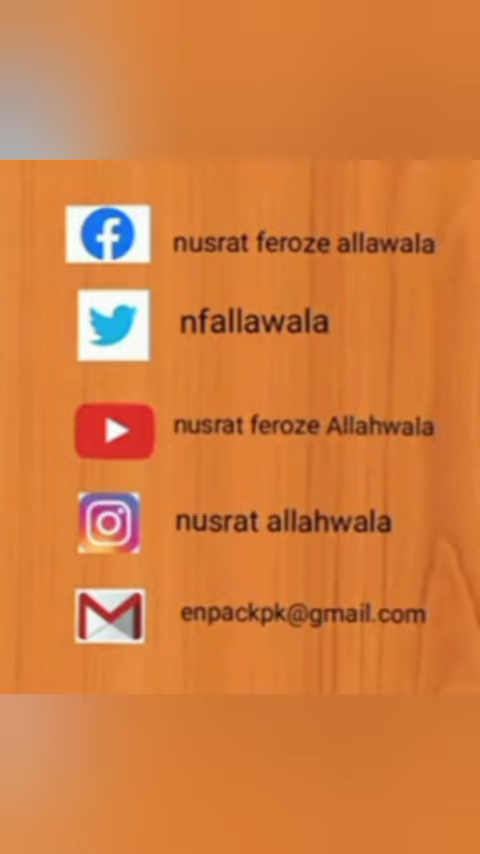 nusrat feroze allawala
nfallawala
nusrat feroze Allahwala
nusrat allahwala
enpackpk@gmail.com